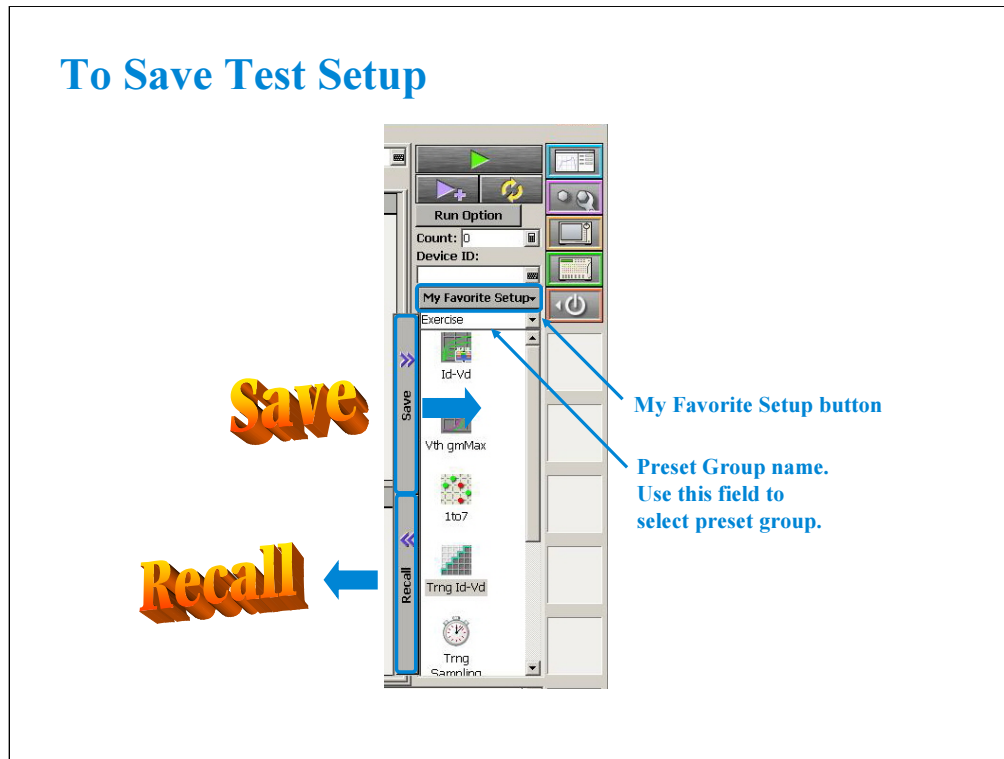 To Save Test Setup
Run Option
Count: 0
Device ID:
My Favorite Setup
Exercise
Id-Vd
Save
Save
Vth gmMax
My Favorite Setup button
Preset Group name.
Use this field to
select preset group.
1to7
Recall
Recall
Trng Id-Vd
Trng
Sampling